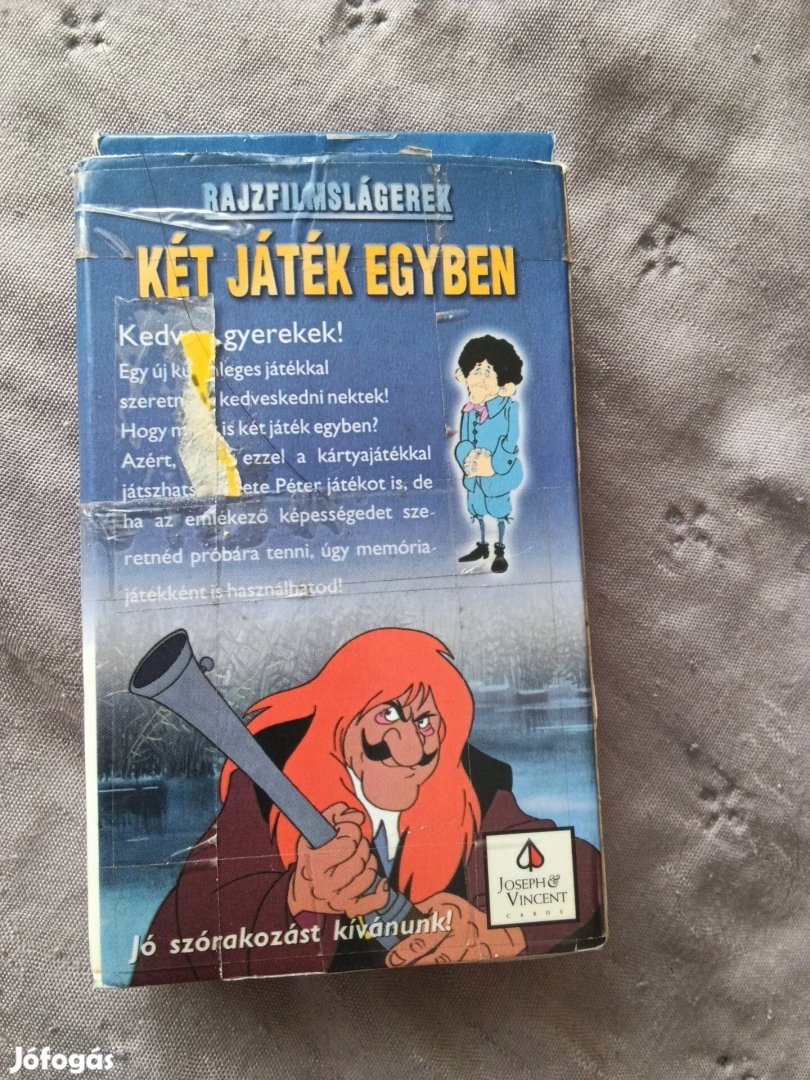 RAJZFILMSLÁGEREK
KÉT JÁTÉK EGYBEN
gyerekek!
Egy új játékkal
kedveskedni nektek!
Hogy is két játék egyben?
Azért, ezzel a kártyajátékkal
Péter játékot is, de
ha az emlékező képességedet sze-
retnéd próbára tenni, úgy memória-
játékként is használhatod!
JOSEPH &
VINCENT
CARDS
Jó szórakozást kívánunk!
Jófogás